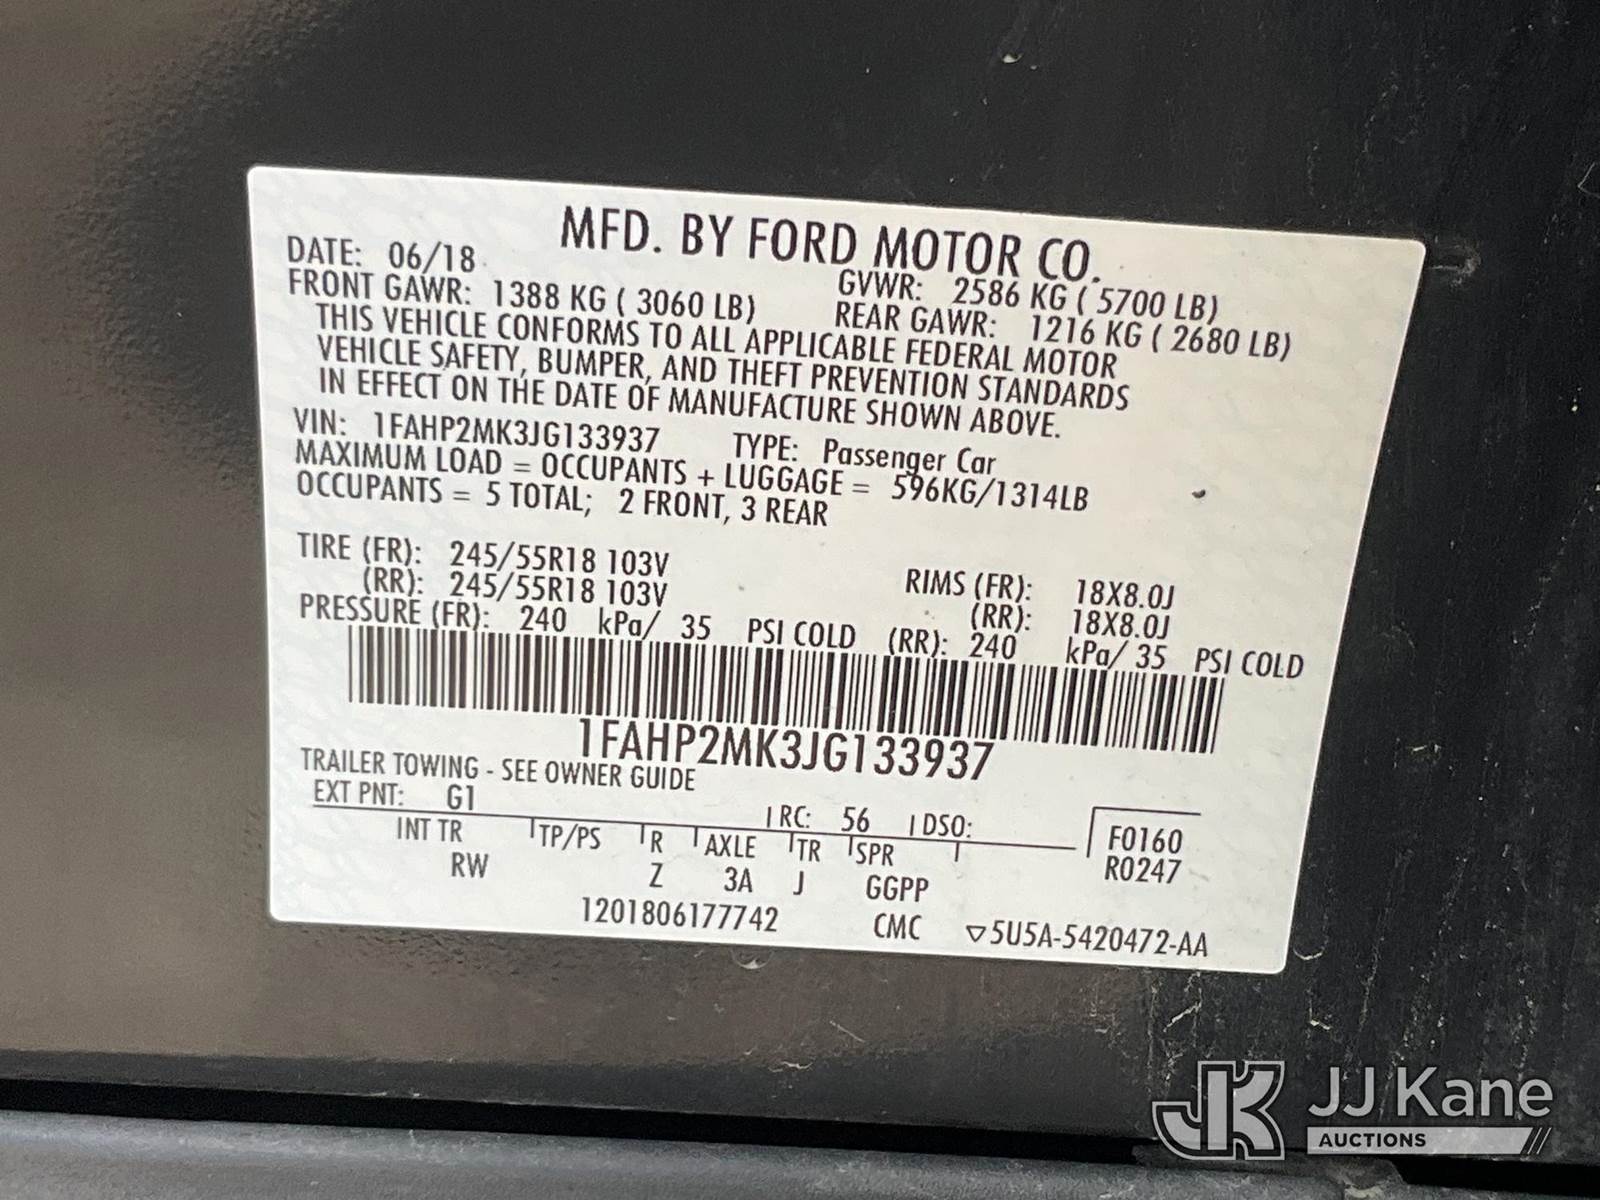 MFD. BY FORD MOTOR CO.
DATE: 06/18 GVWR: 2586 KG ( 5700 LB)
FRONT GAWR: 1388 KG ( 3060 LB) REAR GAWR: 1216 KG ( 2680 LB)
THIS VEHICLE CONFORMS TO ALL APPLICABLE FEDERAL MOTOR
VEHICLE SAFETY, BUMPER, AND THEFT PREVENTION STANDARDS
IN EFFECT ON THE DATE OF MANUFACTURE SHOWN ABOVE.
VIN: 1FAHP2MK3JG133937 TYPE: Passenger Car
MAXIMUM LOAD = OCCUPANTS + LUGGAGE = 596KG/1314LB
OCCUPANTS = 5 TOTAL; 2 FRONT, 3 REAR
TIRE (FR): 245/55R18 103V RIMS (FR): 18X8.0J
(RR): 245/55R18 103V (RR): 18X8.0J
PRESSURE (FR): 240 kPa/ 35 PSI COLD (RR): 240 kPa/ 35 PSI COLD
1FAHP2MK3JG133937
TRAILER TOWING - SEE OWNER GUIDE
EXT PNT: G1 RC: 56 DSO: F0160
INT TR TP/PS R AXLE TR SPR R0247
RW Z 3A J GGPP
1201806177742 CMC ▽5U5A-5420472-AA
JK JJ Kane
AUCTIONS